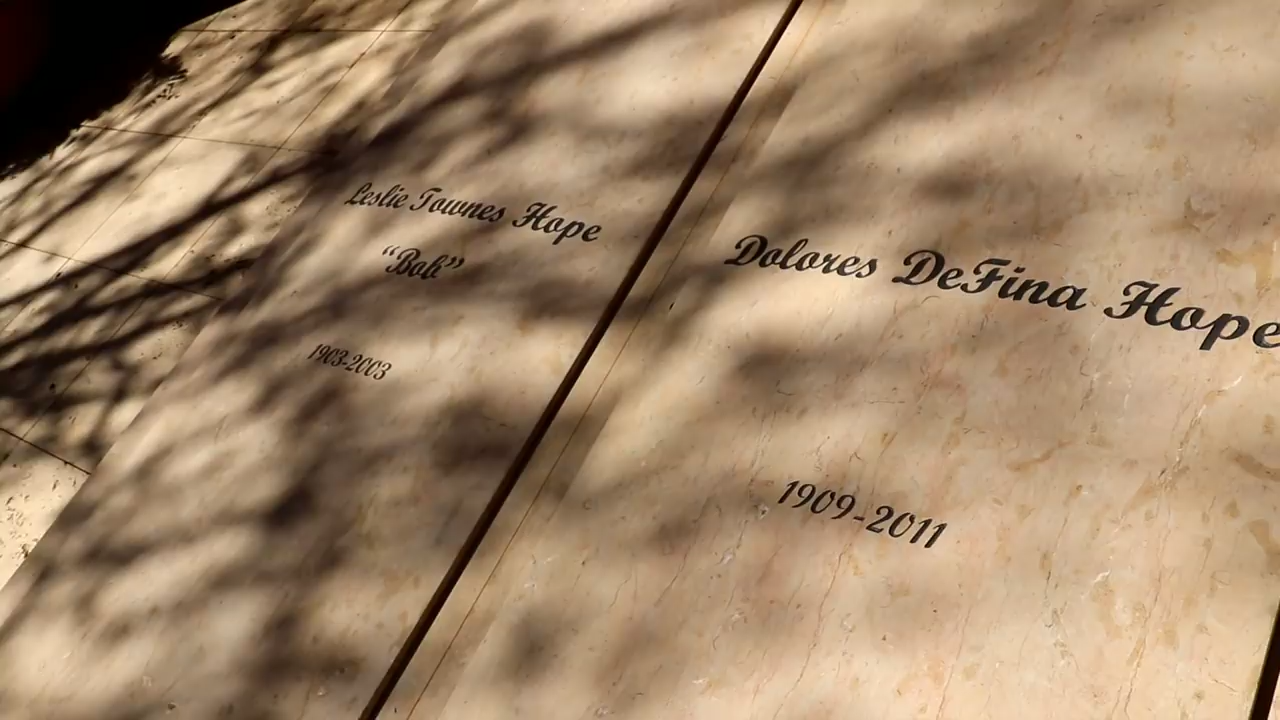 Leslie Townes Hope
“Bob”
1903-2003
Dolores DeFina Hope
1909-2011